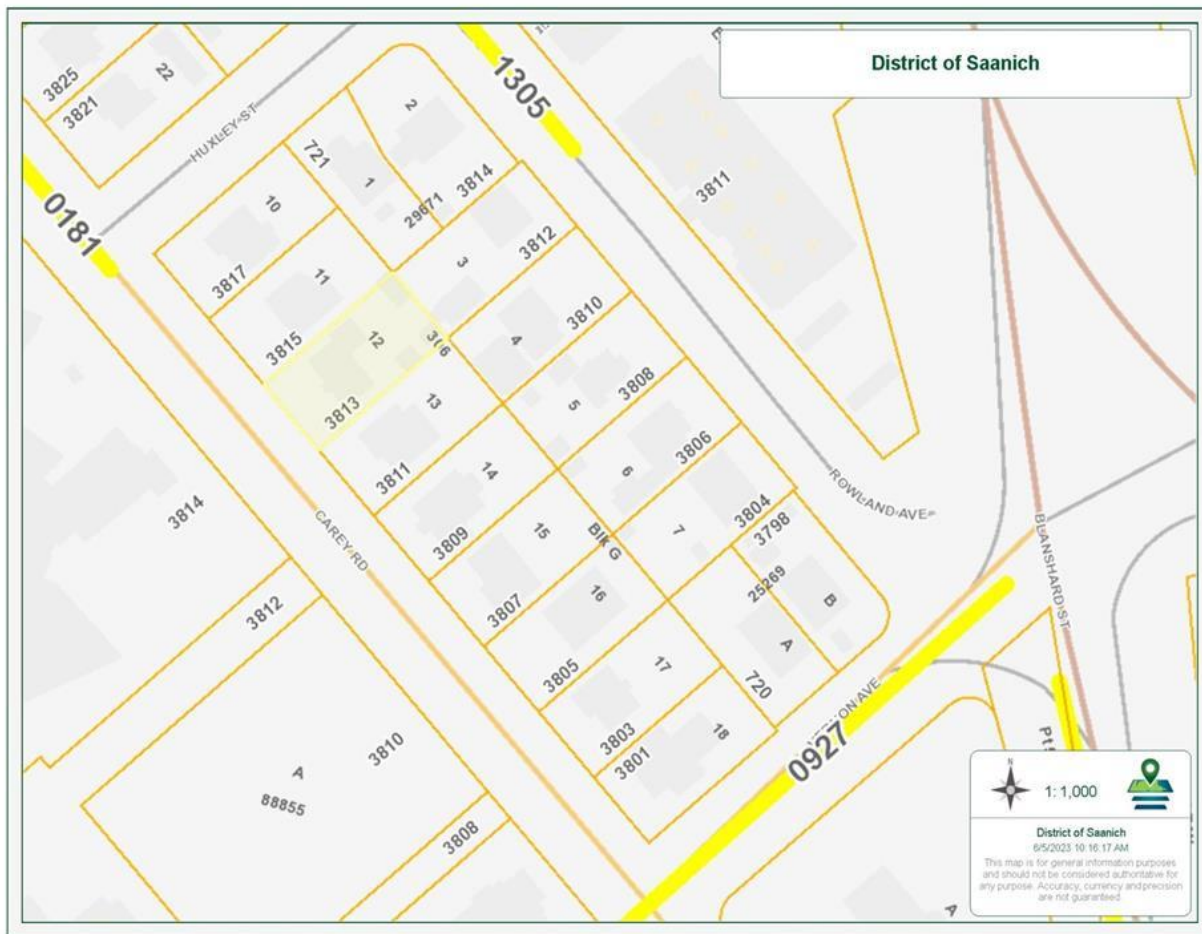 District of Saanich
1305
3825
22
3821
HUXLEY ST
721
2
1
3814
29671
0181
10
3811
3817
11
3
3812
3815
12
4
3810
3813
13
5
3808
3811
14
6
3806
CAREY RD
3814
3809
15
Blk G
7
3804
3798
ROWLAND AVE
BLANSHARD ST
3807
16
25269
B
3812
3805
17
A
720
3803
18
3801
0927
A
88855
3810
3808
N
1: 1,000
District of Saanich
6/5/2023 10:16:17 AM
This map is for general information purposes
and should not be considered authoritative for
any purpose. Accuracy, currency and precision
are not guaranteed.
A